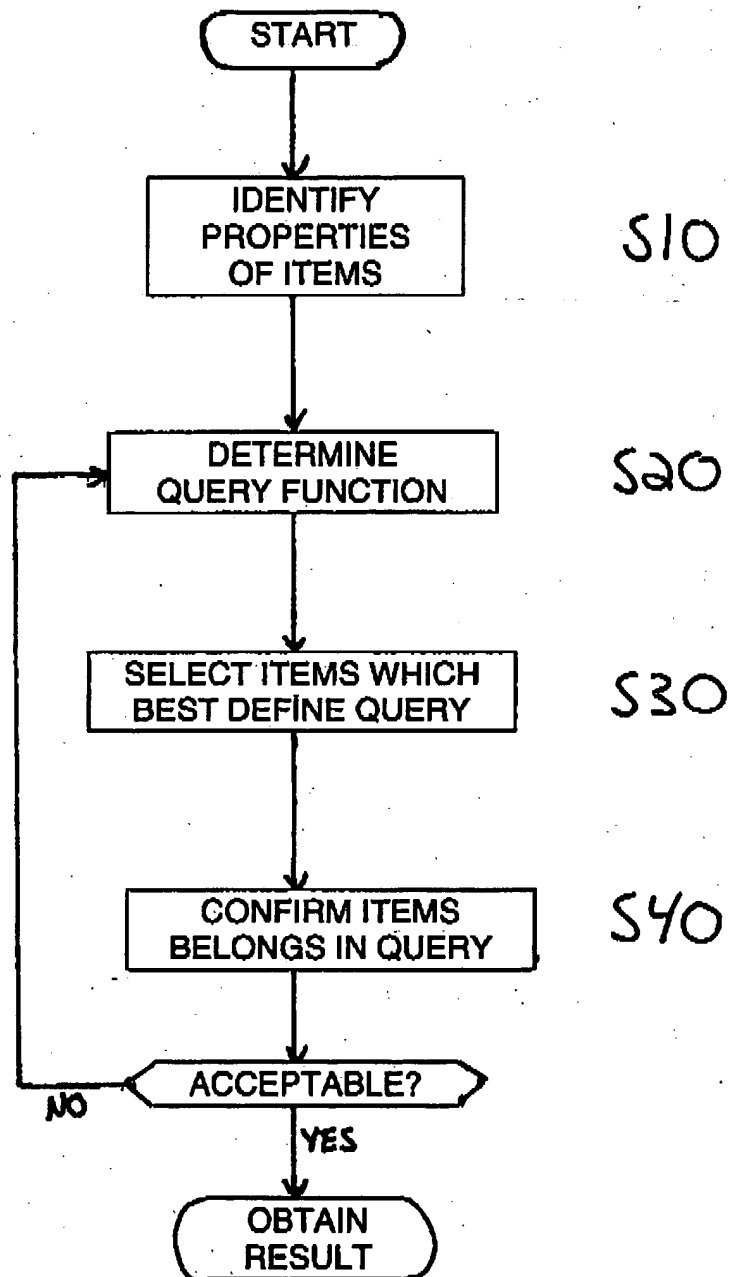 START
IDENTIFY
PROPERTIES
OF ITEMS
S10
DETERMINE
QUERY FUNCTION
S20
SELECT ITEMS WHICH
BEST DEFINE QUERY
S30
CONFIRM ITEMS
BELONGS IN QUERY
S40
ACCEPTABLE?
NO
YES
OBTAIN
RESULT